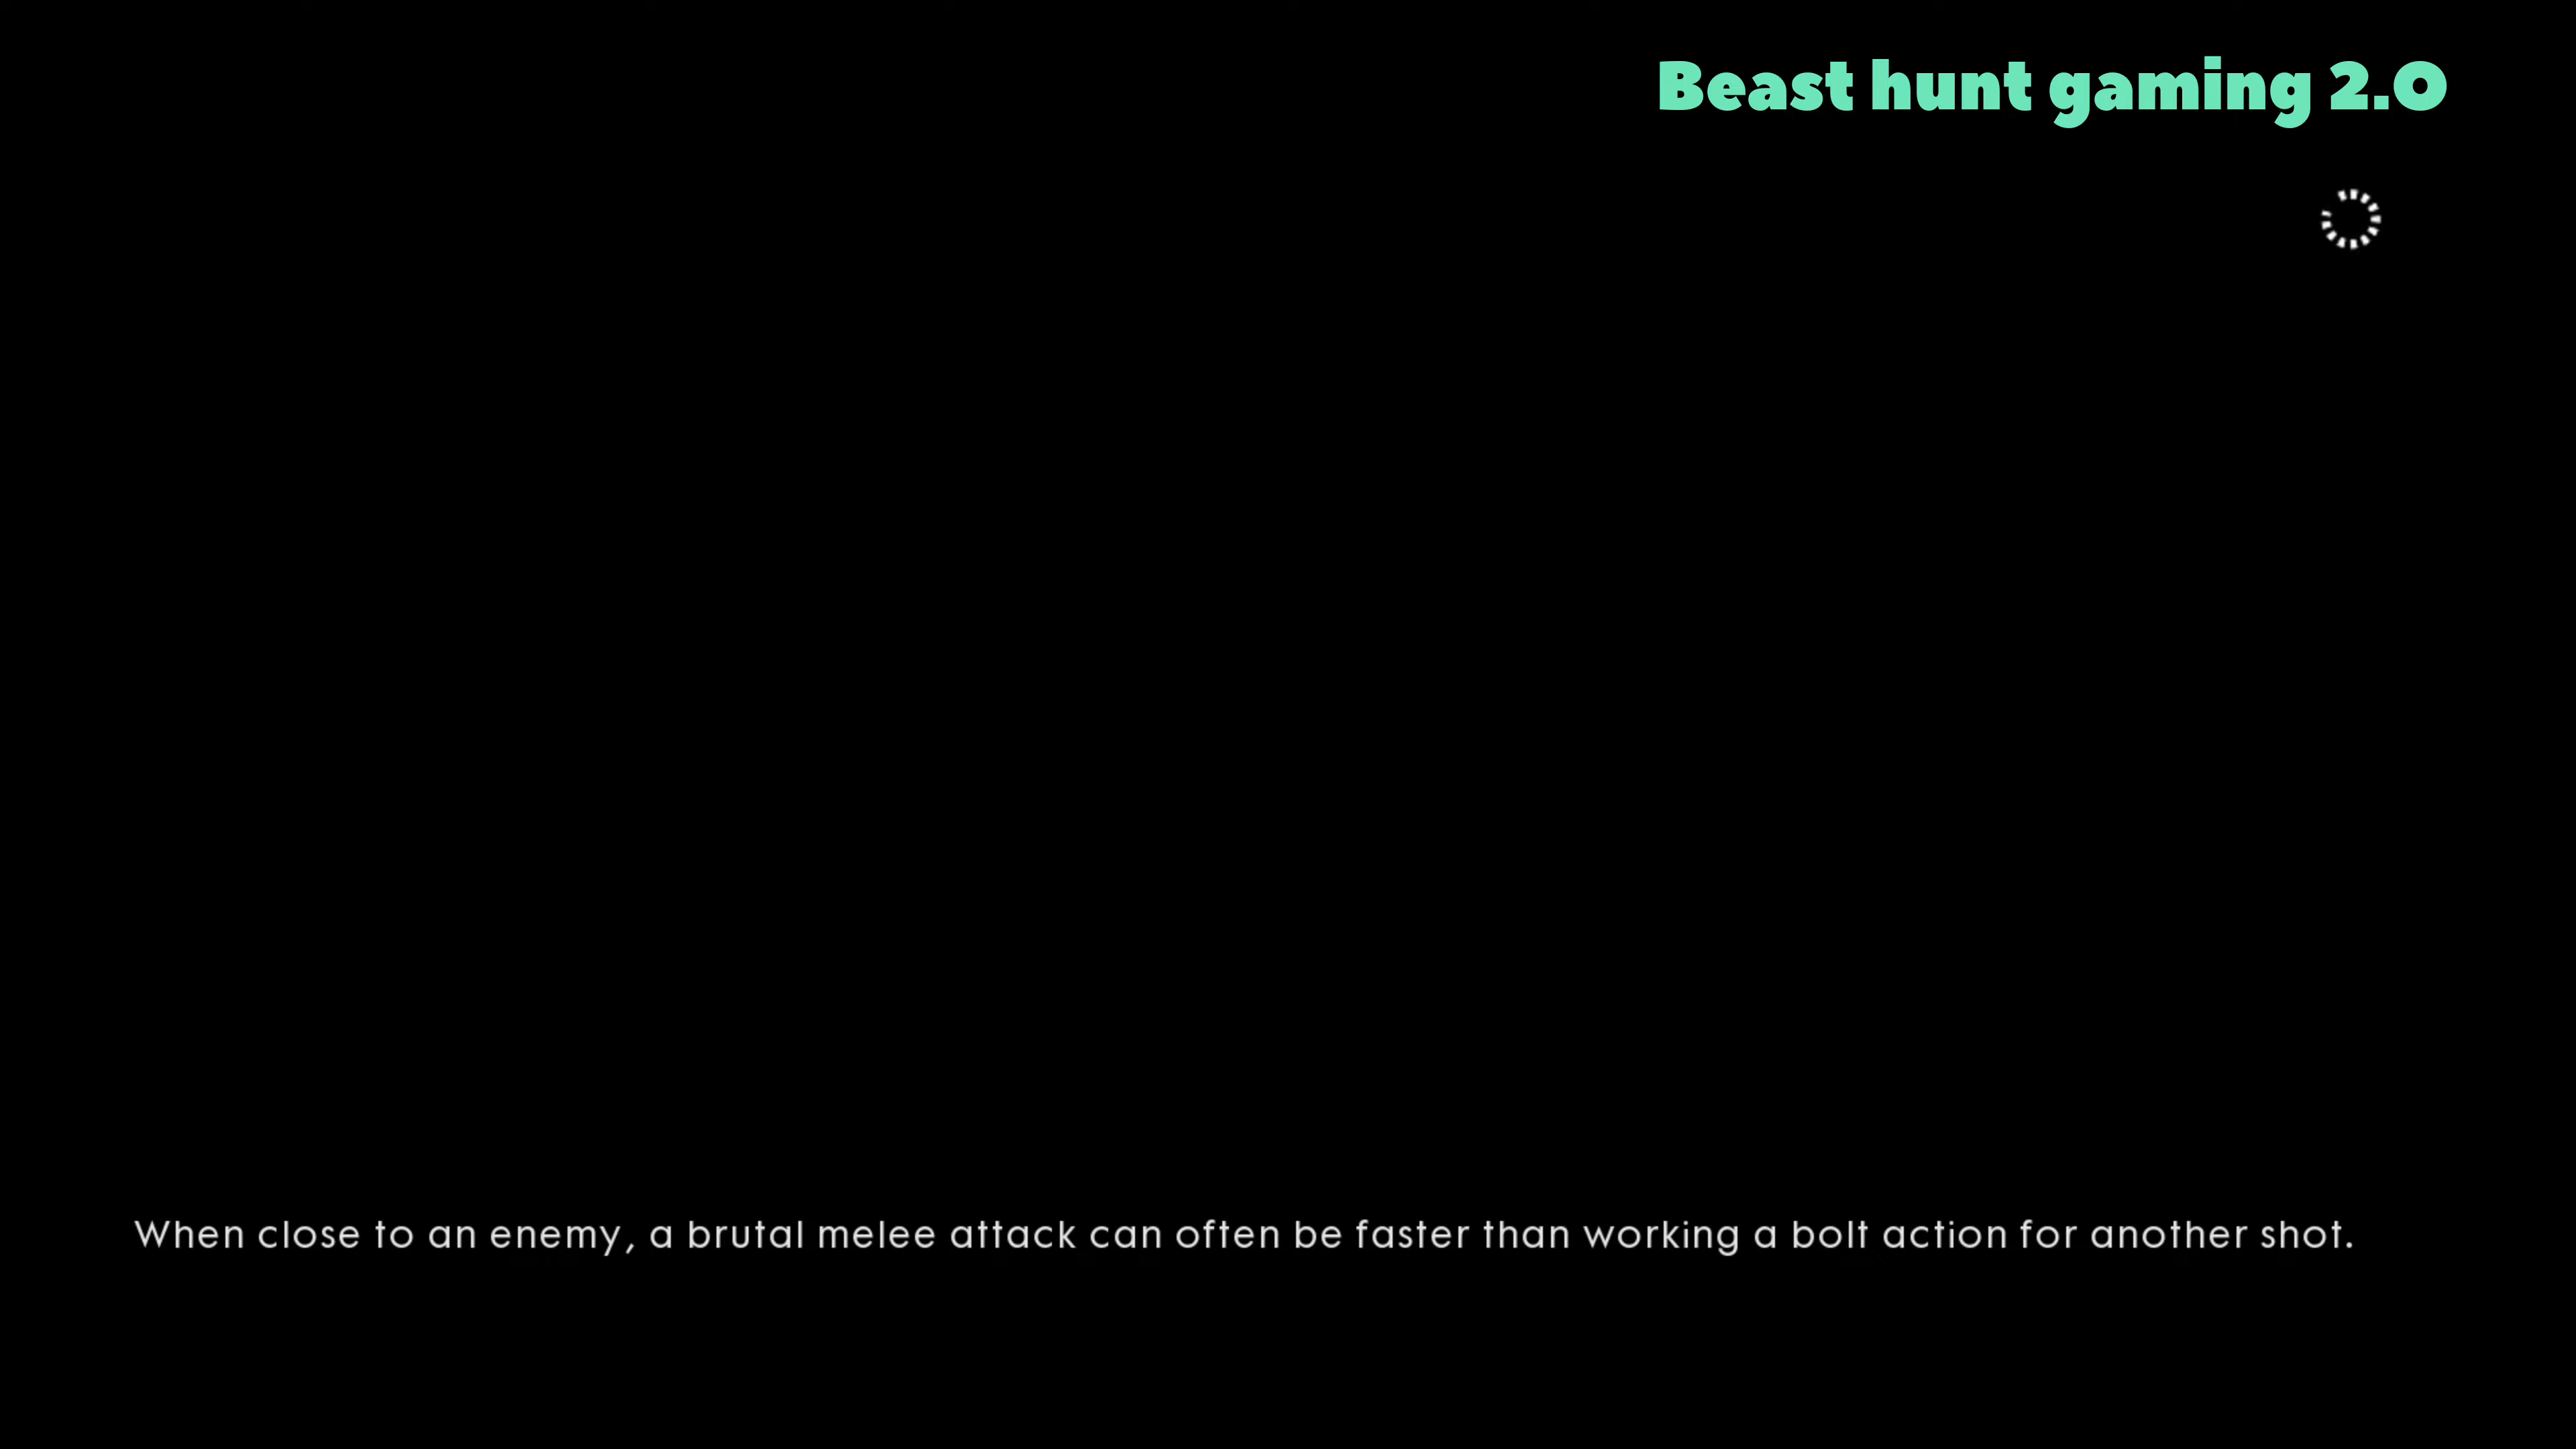 Beast hunt gaming 2.0
When close to an enemy, a brutal melee attack can often be faster than working a bolt action for another shot.